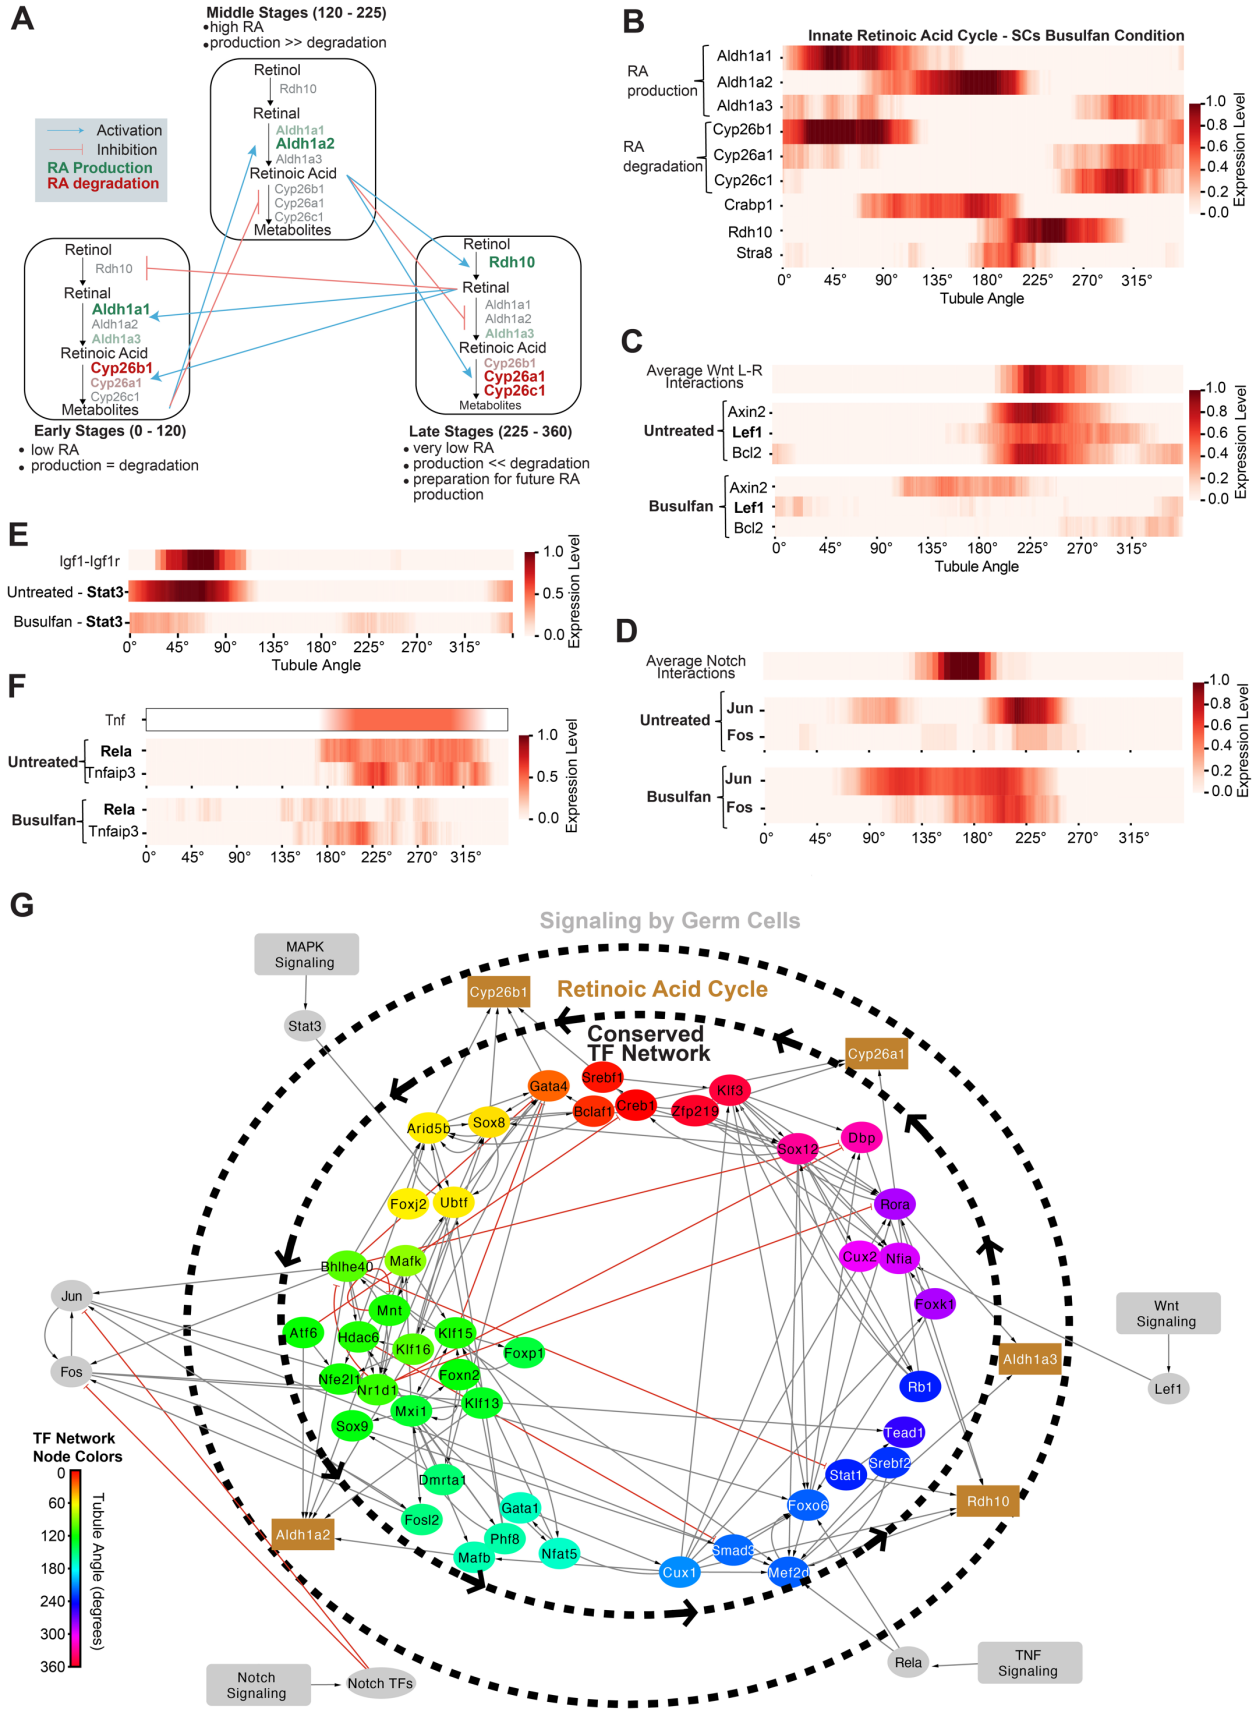 A
Middle Stages (120 - 225)
•high RA
•production >> degradation
Retinol
Rdh10
Retinal
Aldh1a1
Aldh1a2
Aldh1a3
Retinoic Acid
Cyp26b1
Cyp26a1
Cyp26c1
Metabolites
Activation
Inhibition
RA Production
RA degradation
Retinol
Rdh10
Retinal
Aldh1a1
Aldh1a2
Aldh1a3
Retinoic Acid
Cyp26b1
Cyp26a1
Cyp26c1
Metabolites
Early Stages (0 - 120)
• low RA
• production = degradation
Retinol
Rdh10
Retinal
Aldh1a1
Aldh1a2
Aldh1a3
Retinoic Acid
Cyp26b1
Cyp26a1
Cyp26c1
Metabolites
Late Stages (225 - 360)
• very low RA
• production << degradation
• preparation for future RA
production
B
Innate Retinoic Acid Cycle - SCs Busulfan Condition
RA
production
Aldh1a1
Aldh1a2
Aldh1a3
RA
degradation
Cyp26b1
Cyp26a1
Cyp26c1
Crabp1
Rdh10
Stra8
0° 45° 90° 135° 180° 225° 270° 315°
Tubule Angle
1.0
0.8
0.6
0.4
0.2
0.0
Expression Level
C
Average Wnt L-R
Interactions
Untreated
Axin2
Lef1
Bcl2
Busulfan
Axin2
Lef1
Bcl2
0° 45° 90° 135° 180° 225° 270° 315°
Tubule Angle
1.0
0.8
0.6
0.4
0.2
0.0
Expression Level
E
Igf1-Igf1r
Untreated - Stat3
Busulfan - Stat3
0° 45° 90° 135° 180° 225° 270° 315°
Tubule Angle
1.0
0.5
0.0
Expression Level
D
Average Notch
Interactions
Untreated
Jun
Fos
Busulfan
Jun
Fos
0° 45° 90° 135° 180° 225° 270° 315°
1.0
0.8
0.6
0.4
0.2
0.0
Expression Level
F
Tnf
Untreated
Rela
Tnfaip3
Busulfan
Rela
Tnfaip3
0° 45° 90° 135° 180° 225° 270° 315°
1.0
0.5
0.0
Expression Level
G
Signaling by Germ Cells
Retinoic Acid Cycle
Conserved
TF Network
MAPK
Signaling
Stat3
Cyp26b1
Cyp26a1
Gata4
Srebf1
Bclaf1
Creb1
Zfp219
Klf3
Arid5b
Sox8
Sox12
Dbp
Foxj2
Ubtf
Rora
Bhlhe40
Mafk
Cux2
Nfia
Jun
Mnt
Foxk1
Wnt
Signaling
Atf6
Hdac6
Klf15
Klf16
Foxp1
Aldh1a3
Fos
Nfe2l1
Nr1d1
Foxn2
Rb1
Lef1
Mxi1
Klf13
Sox9
Tead1
Srebf2
Stat1
Dmrta1
Rdh10
Foxo6
Gata1
Fosl2
Aldh1a2
Phf8
Mafb
Nfat5
Smad3
Cux1
Mef2d
TF Network
Node Colors
0
60
120
180
240
300
360
Tubule Angle (degrees)
Notch
Signaling
Notch TFs
Rela
TNF
Signaling